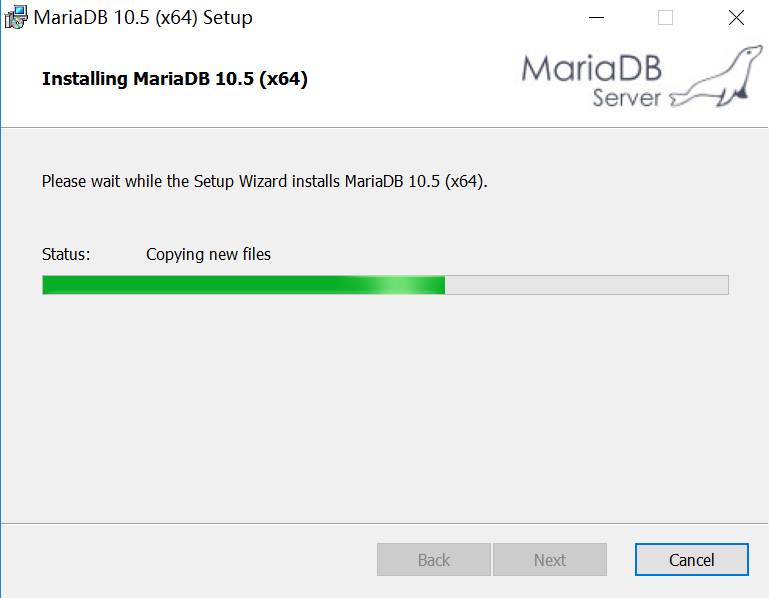 MariaDB 10.5 (x64) Setup
Installing MariaDB 10.5 (x64)
MariaDB
Server
Please wait while the Setup Wizard installs MariaDB 10.5 (x64).
Status: Copying new files
Back Next Cancel